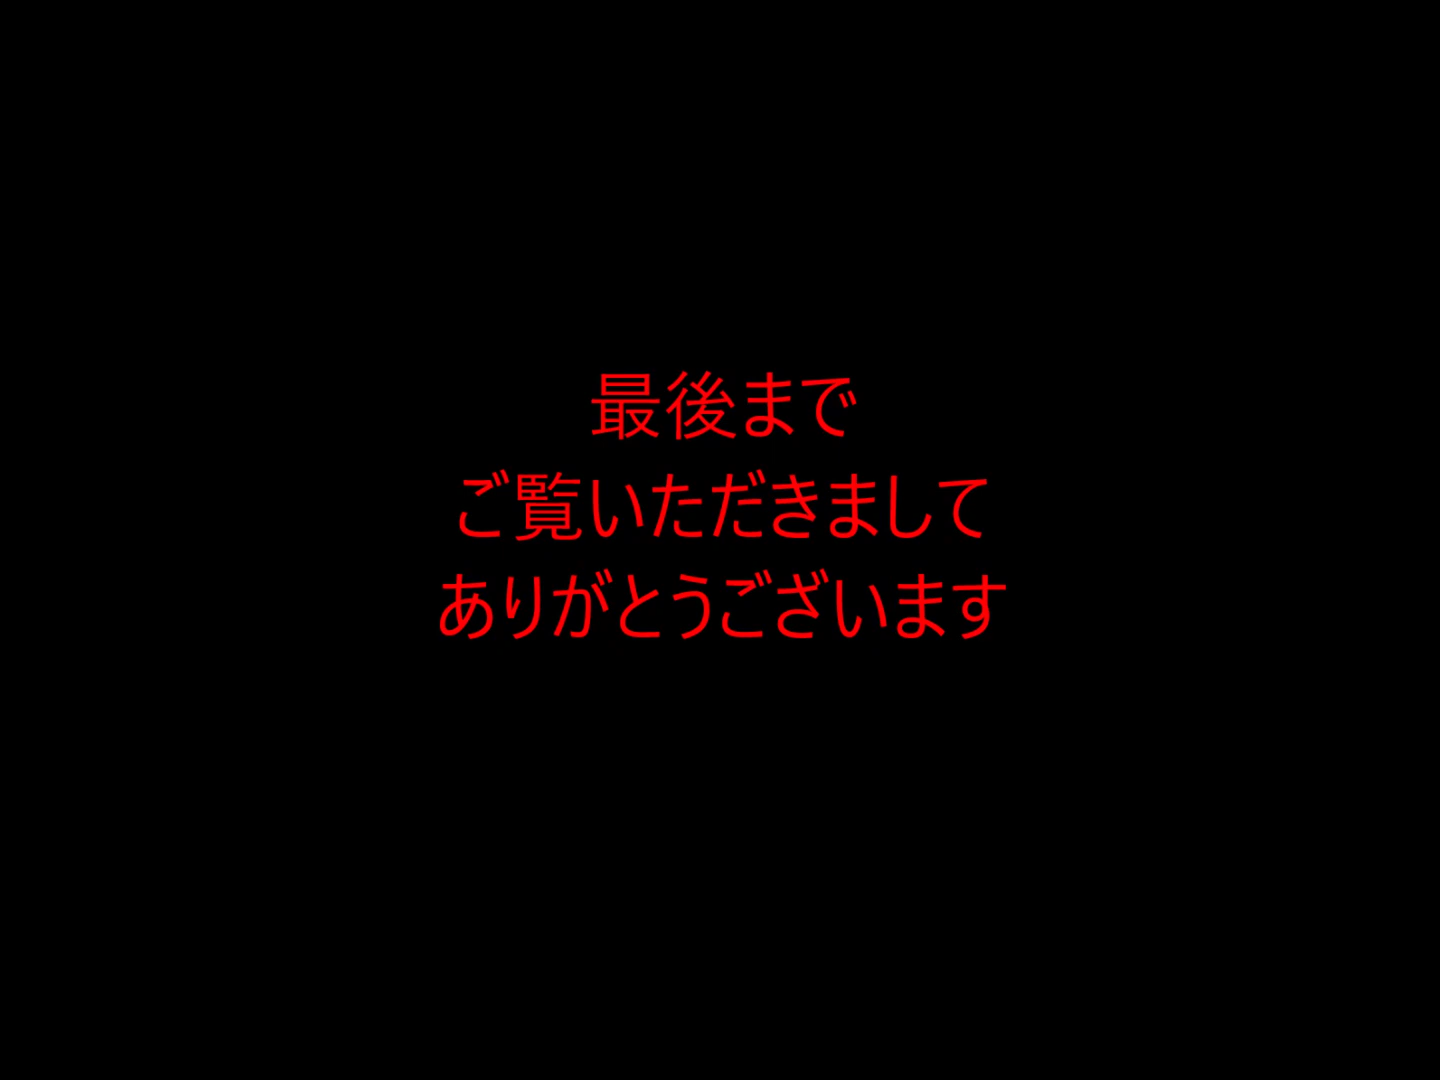 最後まで
ご覧いただきまして
ありがとうございます